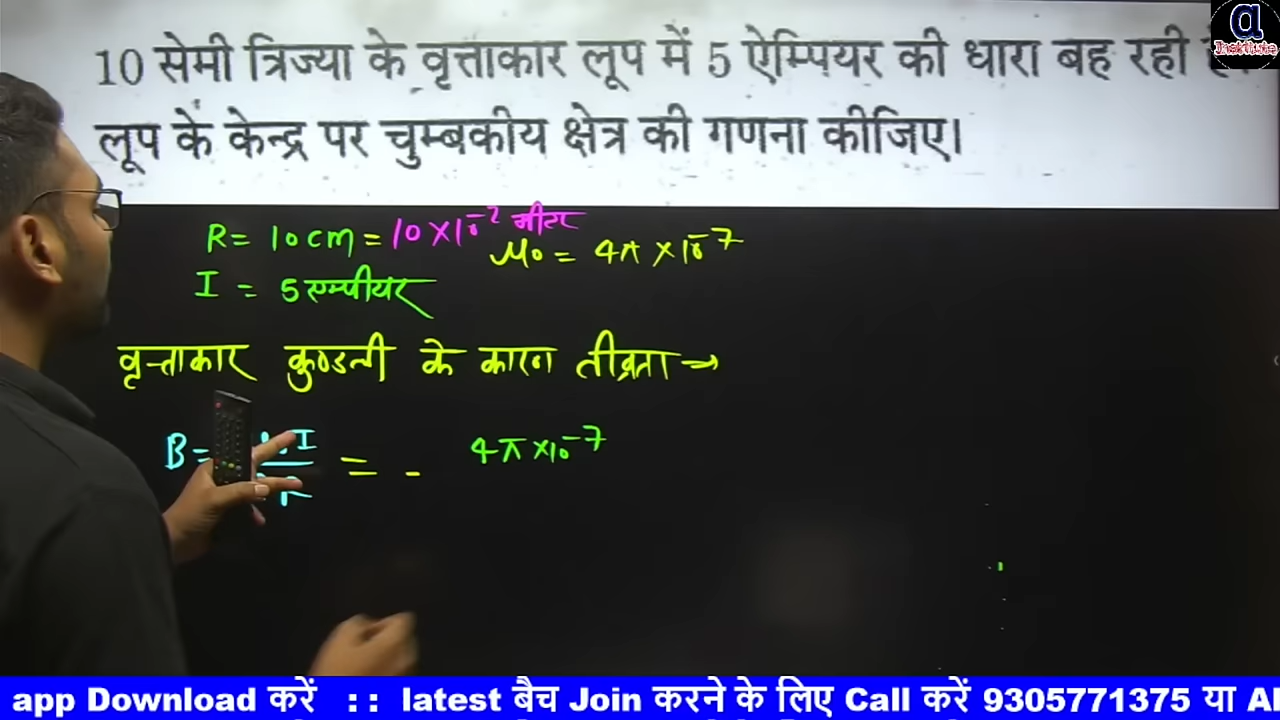 a
Institute
10 सेमी त्रिज्या के वृत्ताकार लूप में 5 ऐम्पियर की धारा बह रही
लूप के केन्द्र पर चुम्बकीय क्षेत्र की गणना कीजिए।
R = 10 cm = 10 × 10⁻² मीटर
μ₀ = 4π × 10⁻⁷
I = 5 एम्पीयर
वृत्ताकार कुण्डली के कारण तीव्रता →
B = I = - 4π × 10⁻⁷
app Download करें :: latest बैच Join करने के लिए Call करें 9305771375 या